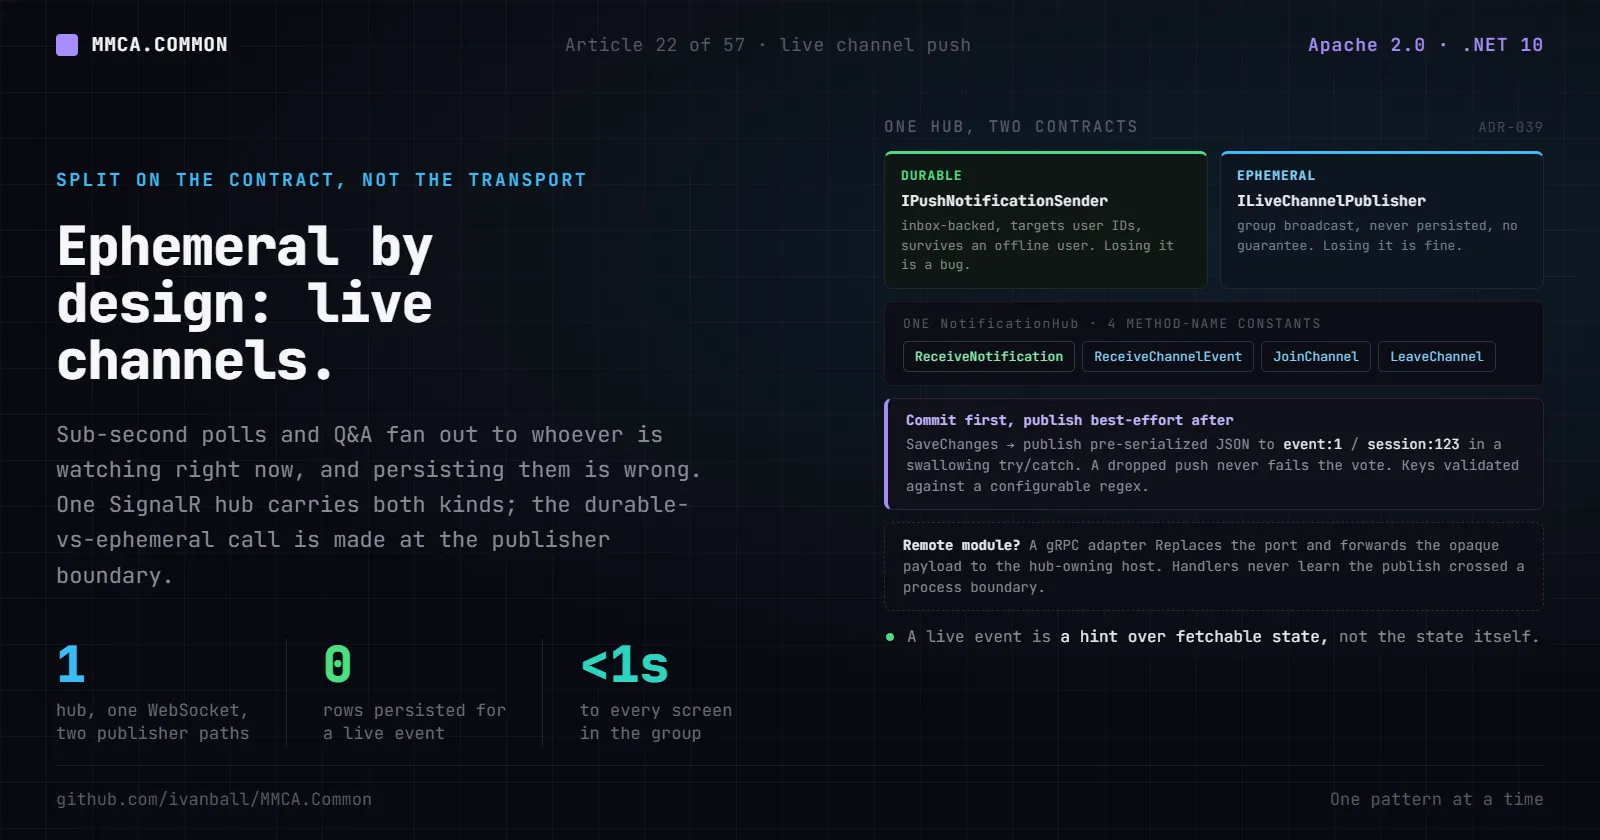 MMCA.COMMON
Article 22 of 57 · live channel push
Apache 2.0 · .NET 10
SPLIT ON THE CONTRACT, NOT THE TRANSPORT
Ephemeral by
design: live
channels.
Sub-second polls and Q&A fan out to whoever is
watching right now, and persisting them is wrong.
One SignalR hub carries both kinds; the durable-
vs-ephemeral call is made at the publisher
boundary.
1
hub, one WebSocket,
two publisher paths
0
rows persisted for
a live event
<1s
to every screen
in the group
ONE HUB, TWO CONTRACTS
ADR-039
DURABLE
IPushNotificationSender
inbox-backed, targets user IDs,
survives an offline user. Losing it
is a bug.
EPHEMERAL
ILiveChannelPublisher
group broadcast, never persisted, no
guarantee. Losing it is fine.
ONE NotificationHub · 4 METHOD-NAME CONSTANTS
ReceiveNotification
ReceiveChannelEvent
JoinChannel
LeaveChannel
Commit first, publish best-effort after
SaveChanges → publish pre-serialized JSON to event:1 / session:123 in a
swallowing try/catch. A dropped push never fails the vote. Keys validated
against a configurable regex.
Remote module? A gRPC adapter Replaces the port and forwards the opaque
payload to the hub-owning host. Handlers never learn the publish crossed a
process boundary.
A live event is a hint over fetchable state, not the state itself.
github.com/ivanball/MMCA.Common
One pattern at a time